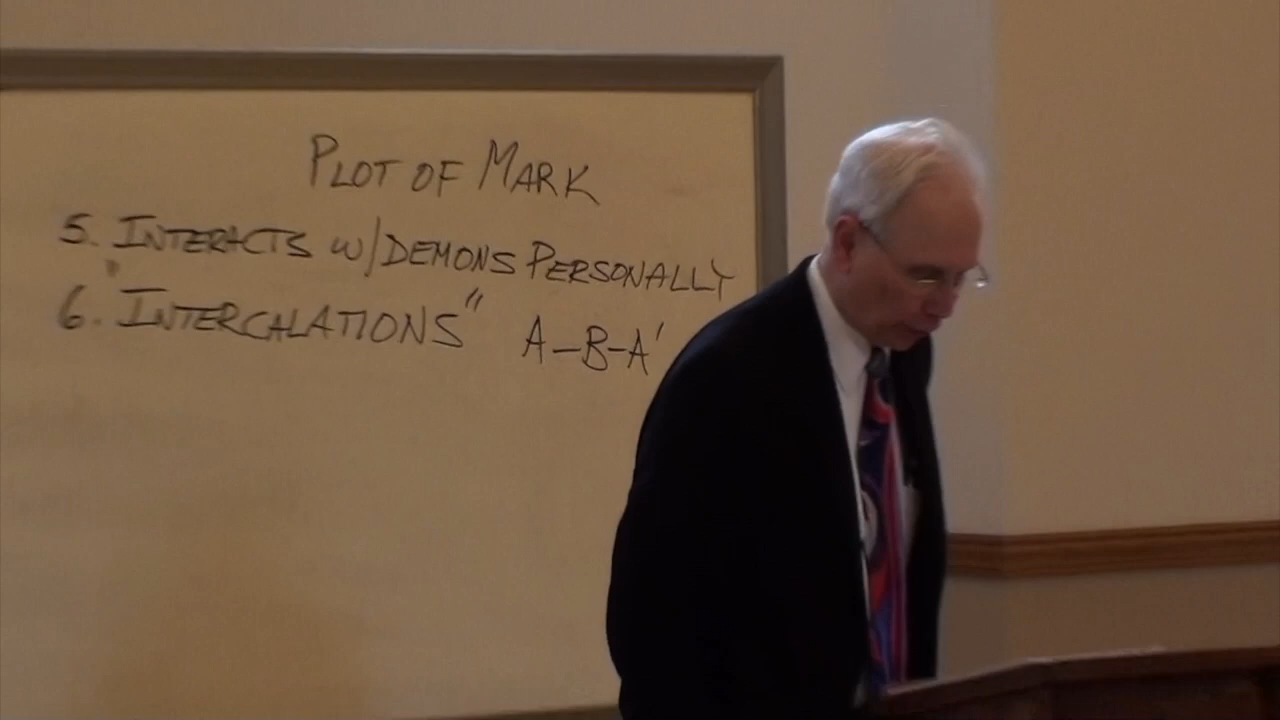 PLOT OF MARK
5. INTERACTS W/DEMONS PERSONALLY
6. "INTERCALATIONS" A-B-A'